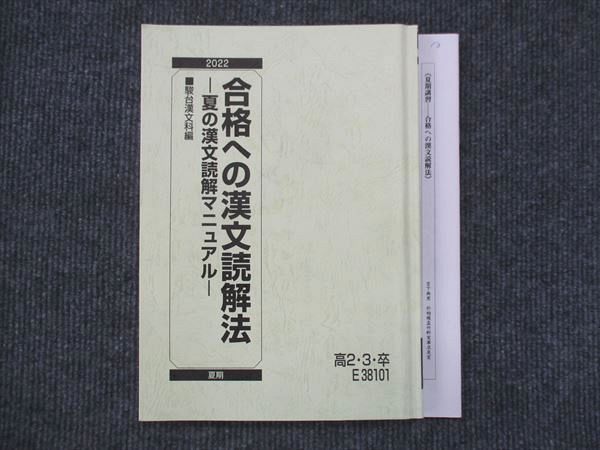 2022
合格への漢文読解法
―夏の漢文読解マニュアル―
■駿台漢文科編
高2・3・卒
E38101
夏期
《夏期講習――合格への漢文読解法》